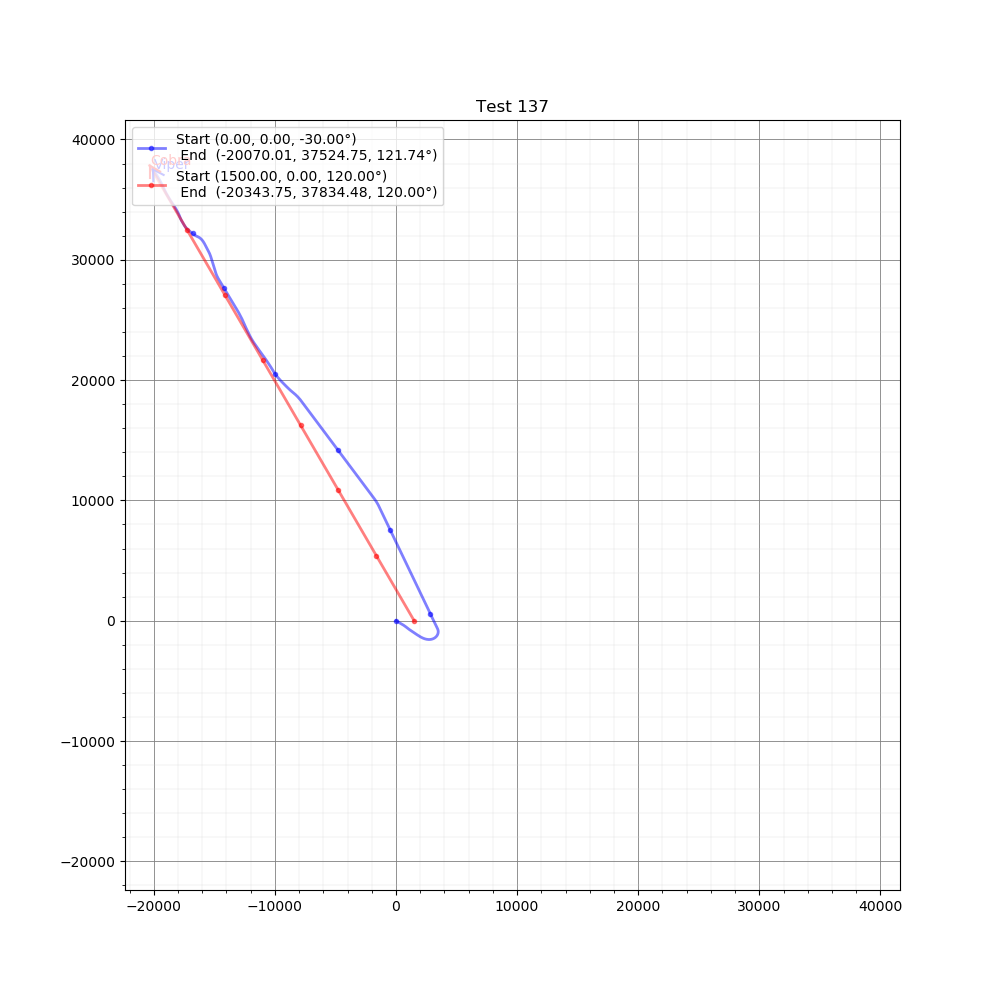 Test 137
Start (0.00, 0.00, -30.00°)
End (-20070.01, 37524.75, 121.74°)
Start (1500.00, 0.00, 120.00°)
End (-20343.75, 37834.48, 120.00°)
Viper
40000
30000
20000
10000
0
−10000
−20000
−20000 −10000 0 10000 20000 30000 40000